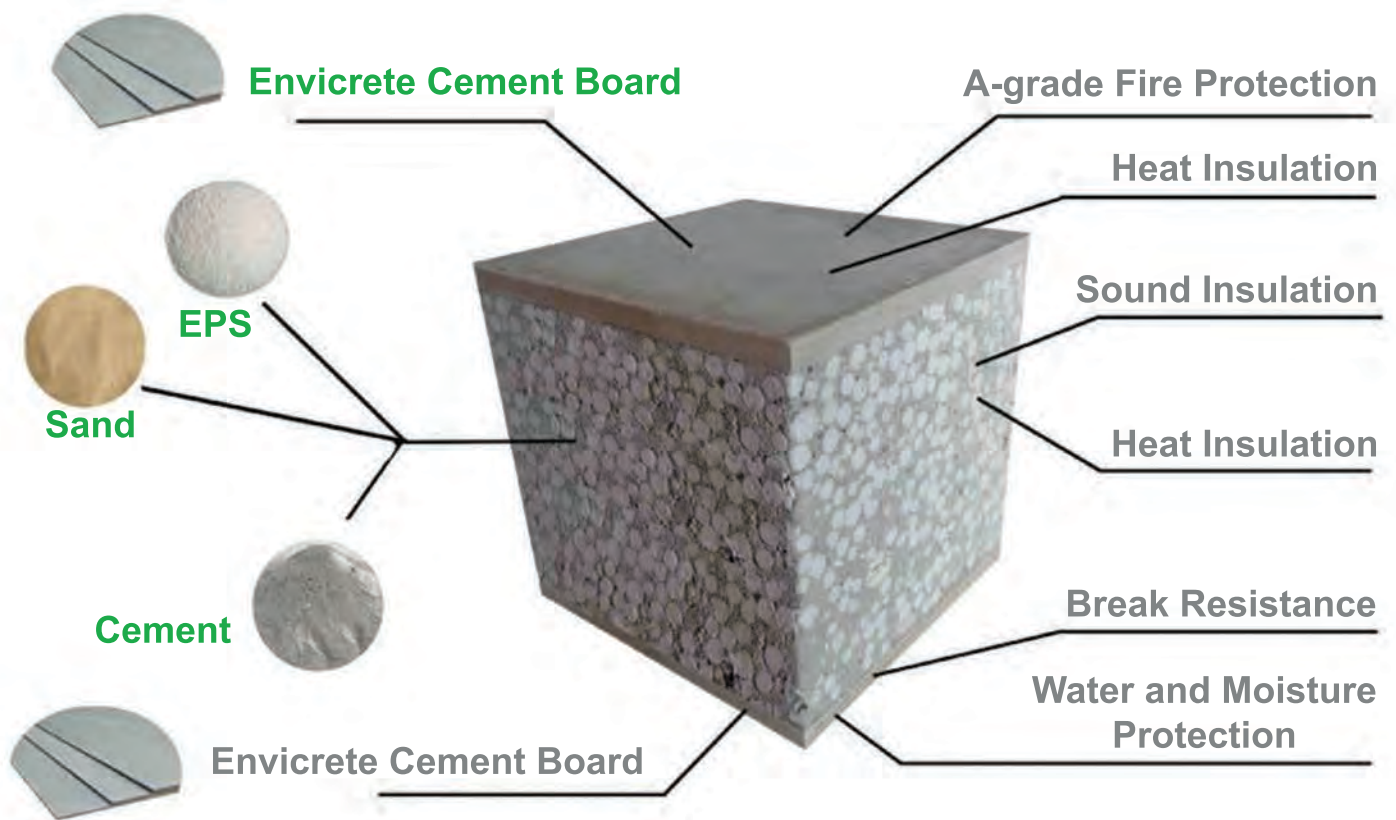 Envicrete Cement Board
A-grade Fire Protection
Heat Insulation
EPS
Sound Insulation
Sand
Heat Insulation
Cement
Break Resistance
Water and Moisture
Protection
Envicrete Cement Board